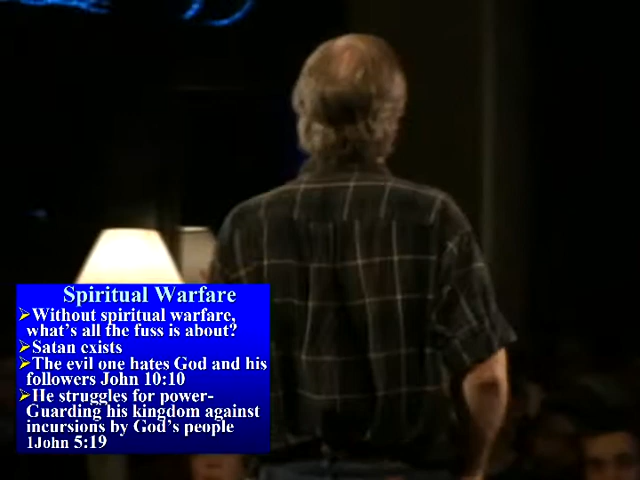 Spiritual Warfare
Without spiritual warfare,
what's all the fuss is about?
Satan exists
The evil one hates God and his
followers John 10:10
He struggles for power-
Guarding his kingdom against
incursions by God's people
1John 5:19